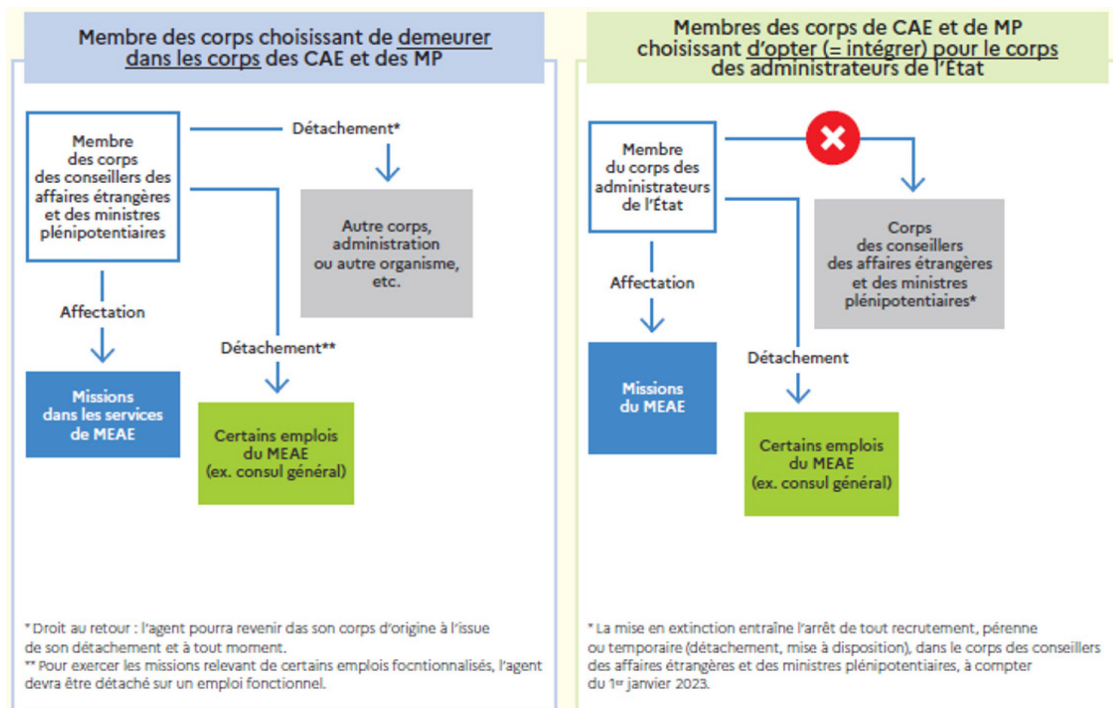 Membre des corps choisissant de demeurer
dans les corps des CAE et des MP
Membre
des corps
des conseillers des
affaires étrangères
et des ministres
plénipotentiaires
Détachement*
Autre corps,
administration
ou autre organisme,
etc.
Affectation
Détachement**
Missions
dans les services
de MEAE
Certains emplois
du MEAE
(ex. consul général)
* Droit au retour : l'agent pourra revenir das son corps d'origine à l'issue
de son détachement et à tout moment.
** Pour exercer les missions relevant de certains emplois focntionnalisés, l'agent
devra être détaché sur un emploi fonctionnel.
Membres des corps de CAE et de MP
choisissant d'opter (= intégrer) pour le corps
des administrateurs de l'État
Membre
du corps des
administrateurs
de l'État
Corps
des conseillers
des affaires étrangères
et des ministres
plénipotentiaires*
Affectation
Détachement
Missions
du MEAE
Certains emplois
du MEAE
(ex. consul général)
* La mise en extinction entraîne l'arrêt de tout recrutement, pérenne
ou temporaire (détachement, mise à disposition), dans le corps des conseillers
des affaires étrangères et des ministres plénipotentiaires, à compter
du 1er janvier 2023.